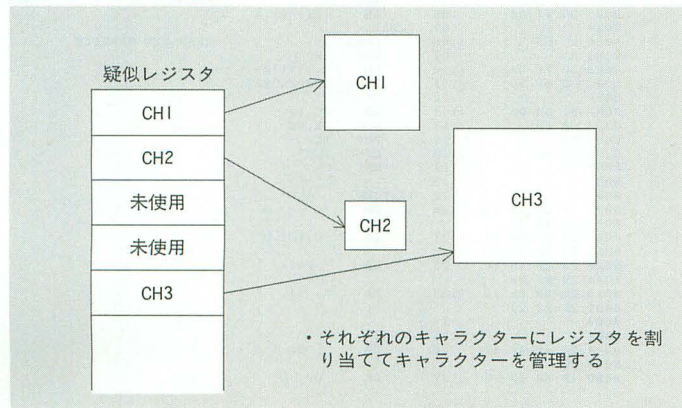 疑似レジスタ
CH1
CH2
未使用
未使用
CH3
CH1
CH2
CH3
・それぞれのキャラクターにレジスタを割
り当ててキャラクターを管理する